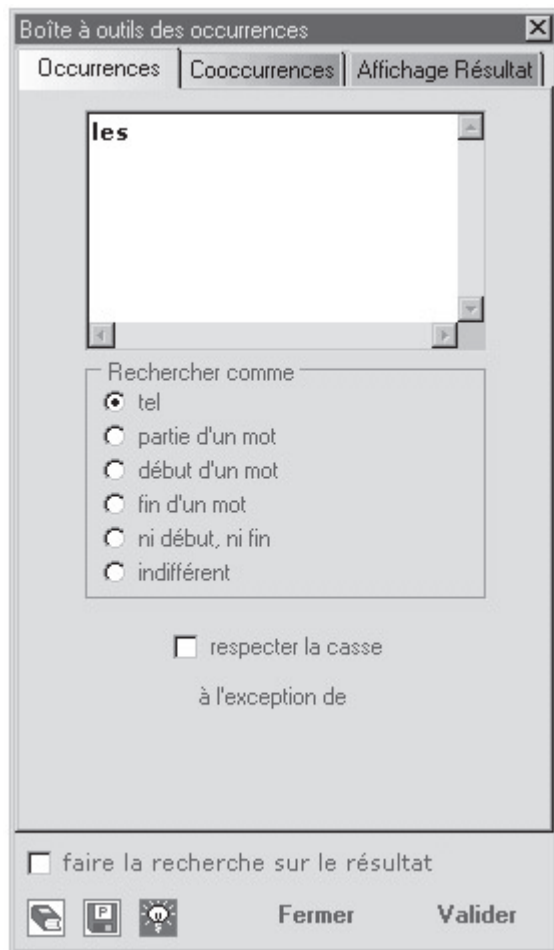 Boîte à outils des occurrences
Occurrences Cooccurrences Affichage Résultat
les
Rechercher comme
tel
partie d'un mot
début d'un mot
fin d'un mot
ni début, ni fin
indifférent
respecter la casse
à l'exception de
faire la recherche sur le résultat
P Fermer Valider